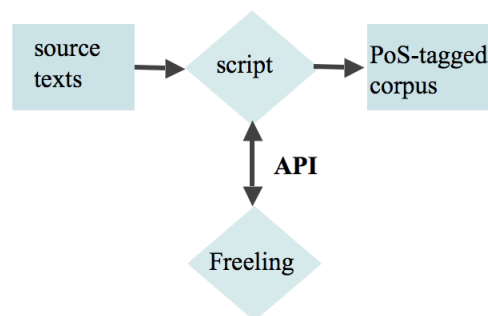 source
texts
script
PoS-tagged
corpus
API
Freeling